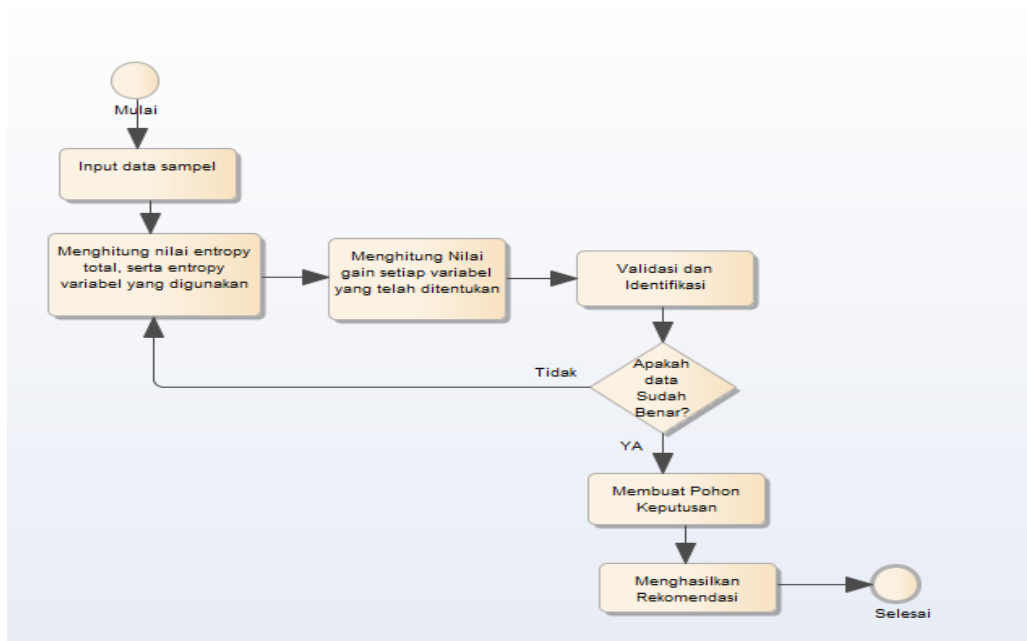 Mulai
Input data sampel
Menghitung nilai entropy
total, serta entropy
variabel yang digunakan
Menghitung Nilai
gain setiap variabel
yang telah ditentukan
Validasi dan
Identifikasi
Apakah
data
Sudah
Benar?
Tidak
YA
Membuat Pohon
Keputusan
Menghasilkan
Rekomendasi
Selesai